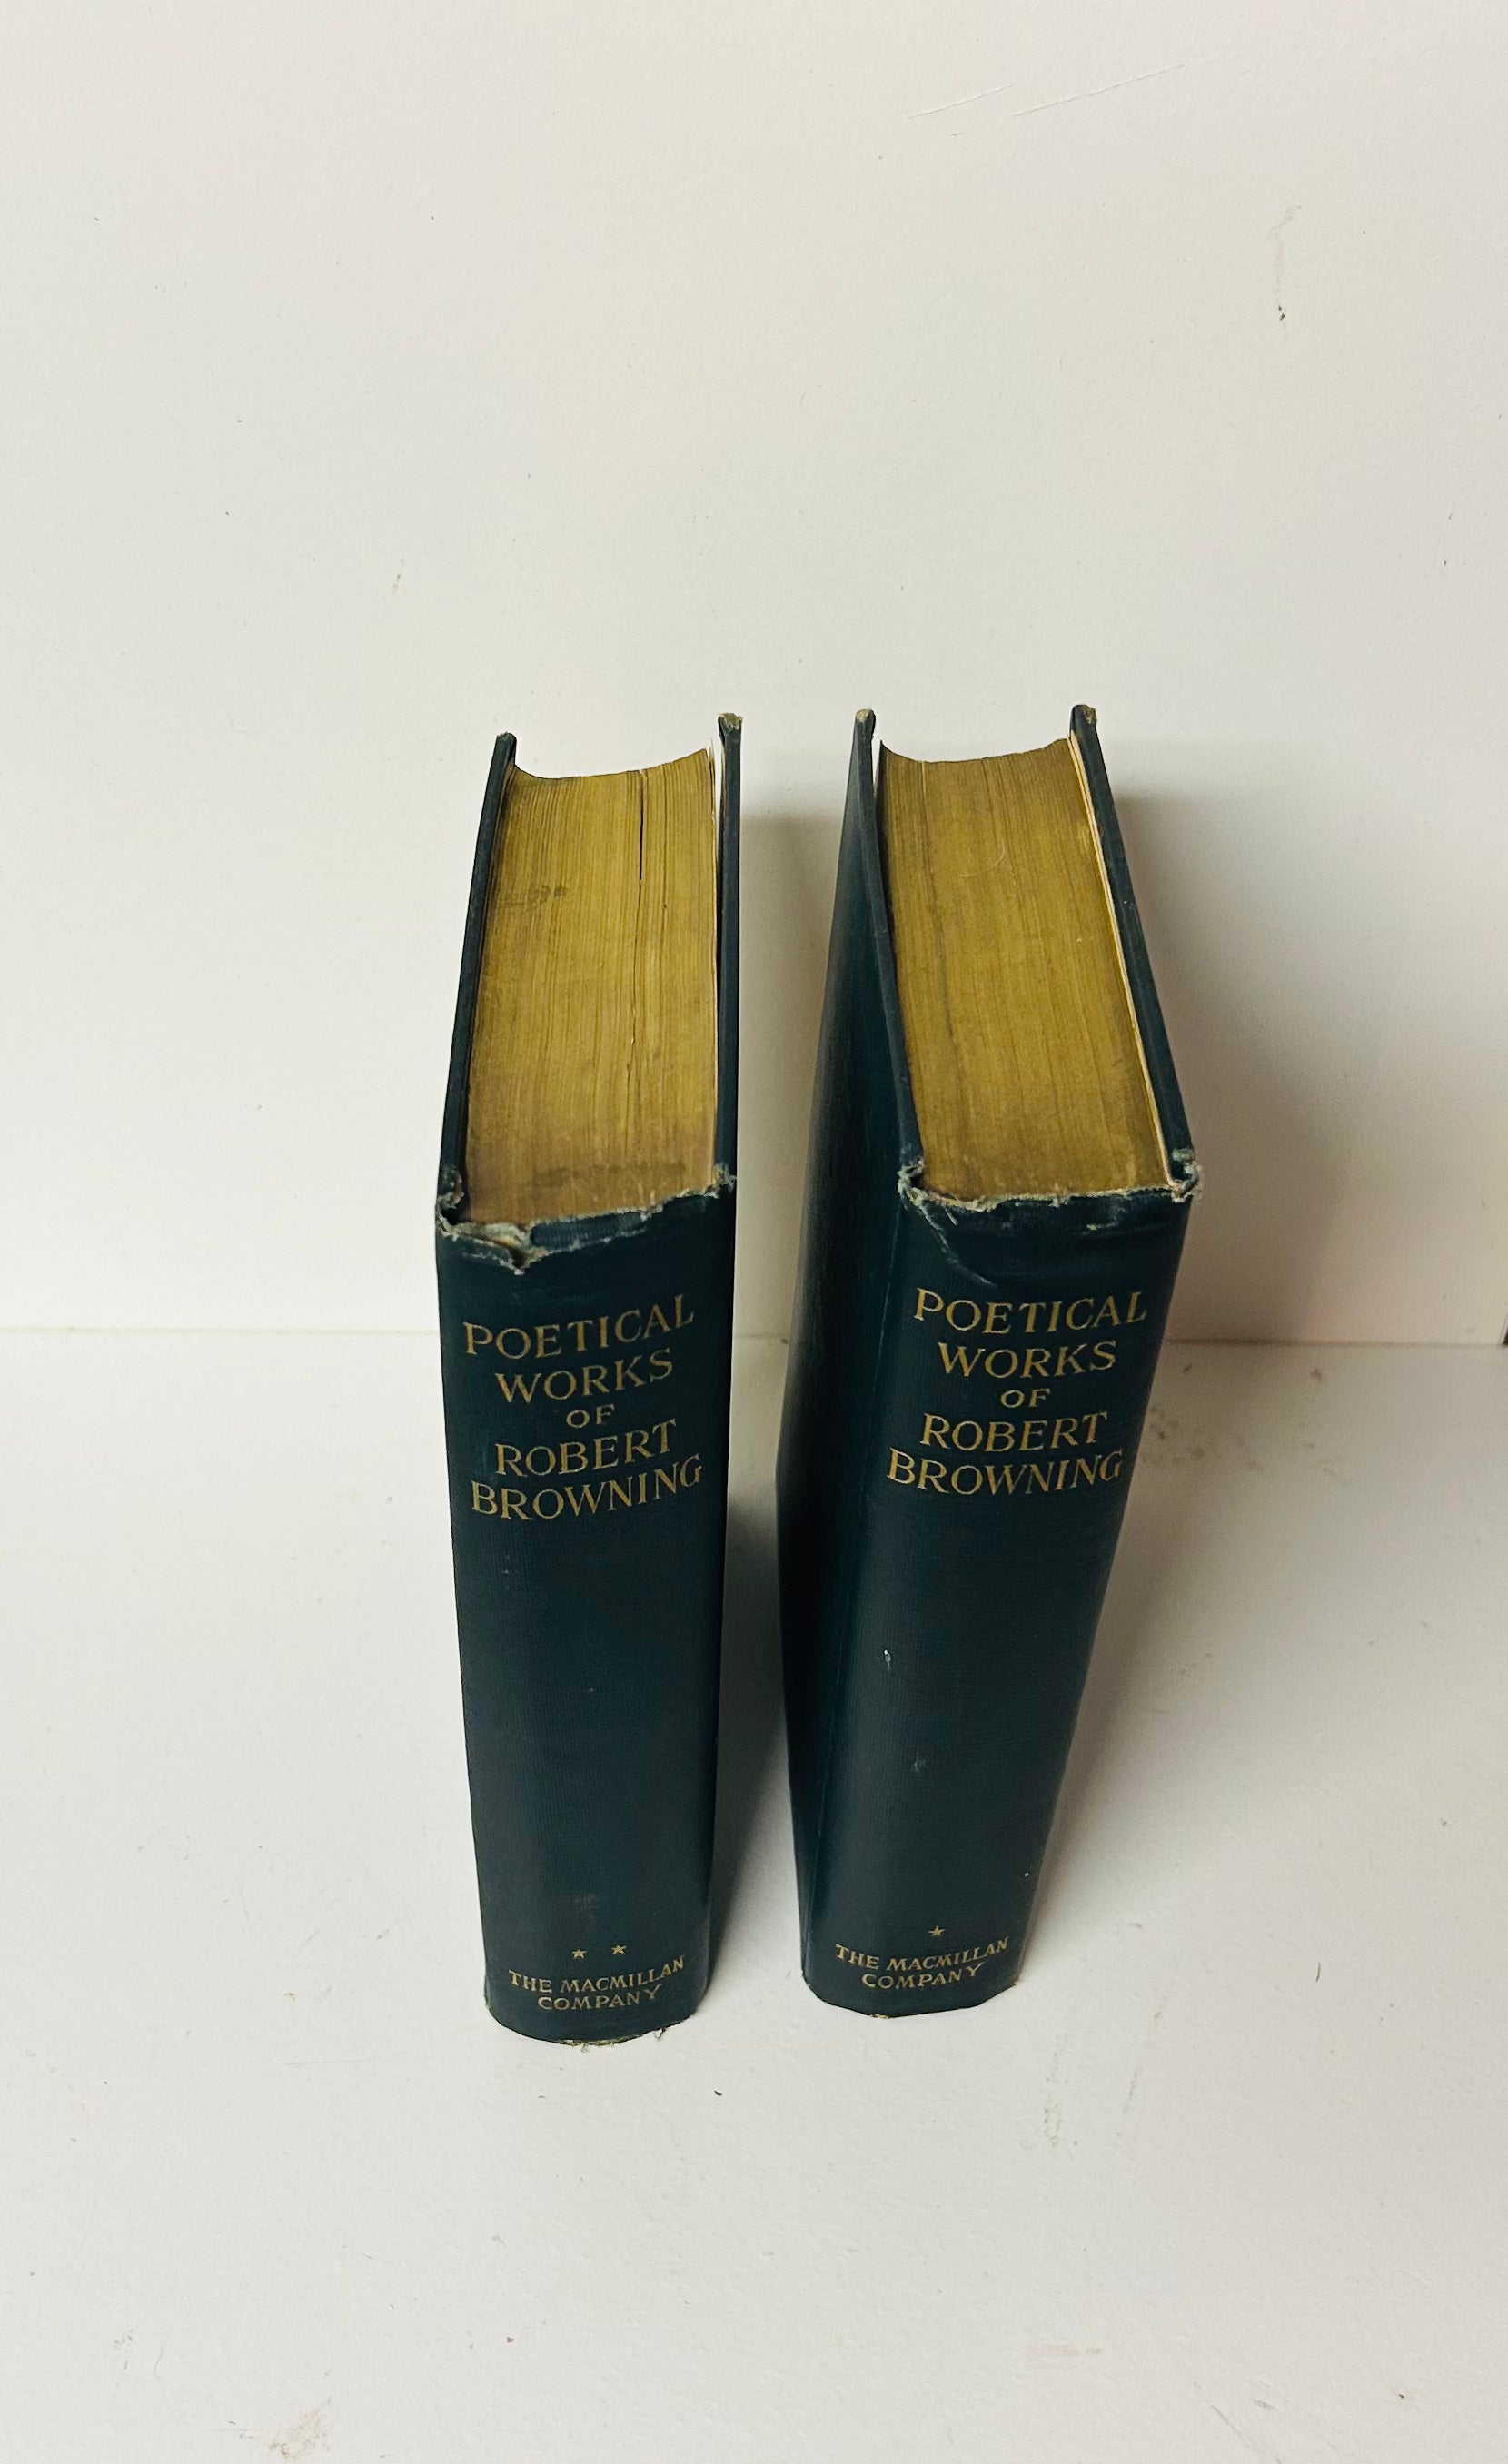 POETICAL
WORKS
OF
ROBERT
BROWNING
★ ★
THE MACMILLAN
COMPANY
POETICAL
WORKS
OF
ROBERT
BROWNING
★
THE MACMILLAN
COMPANY